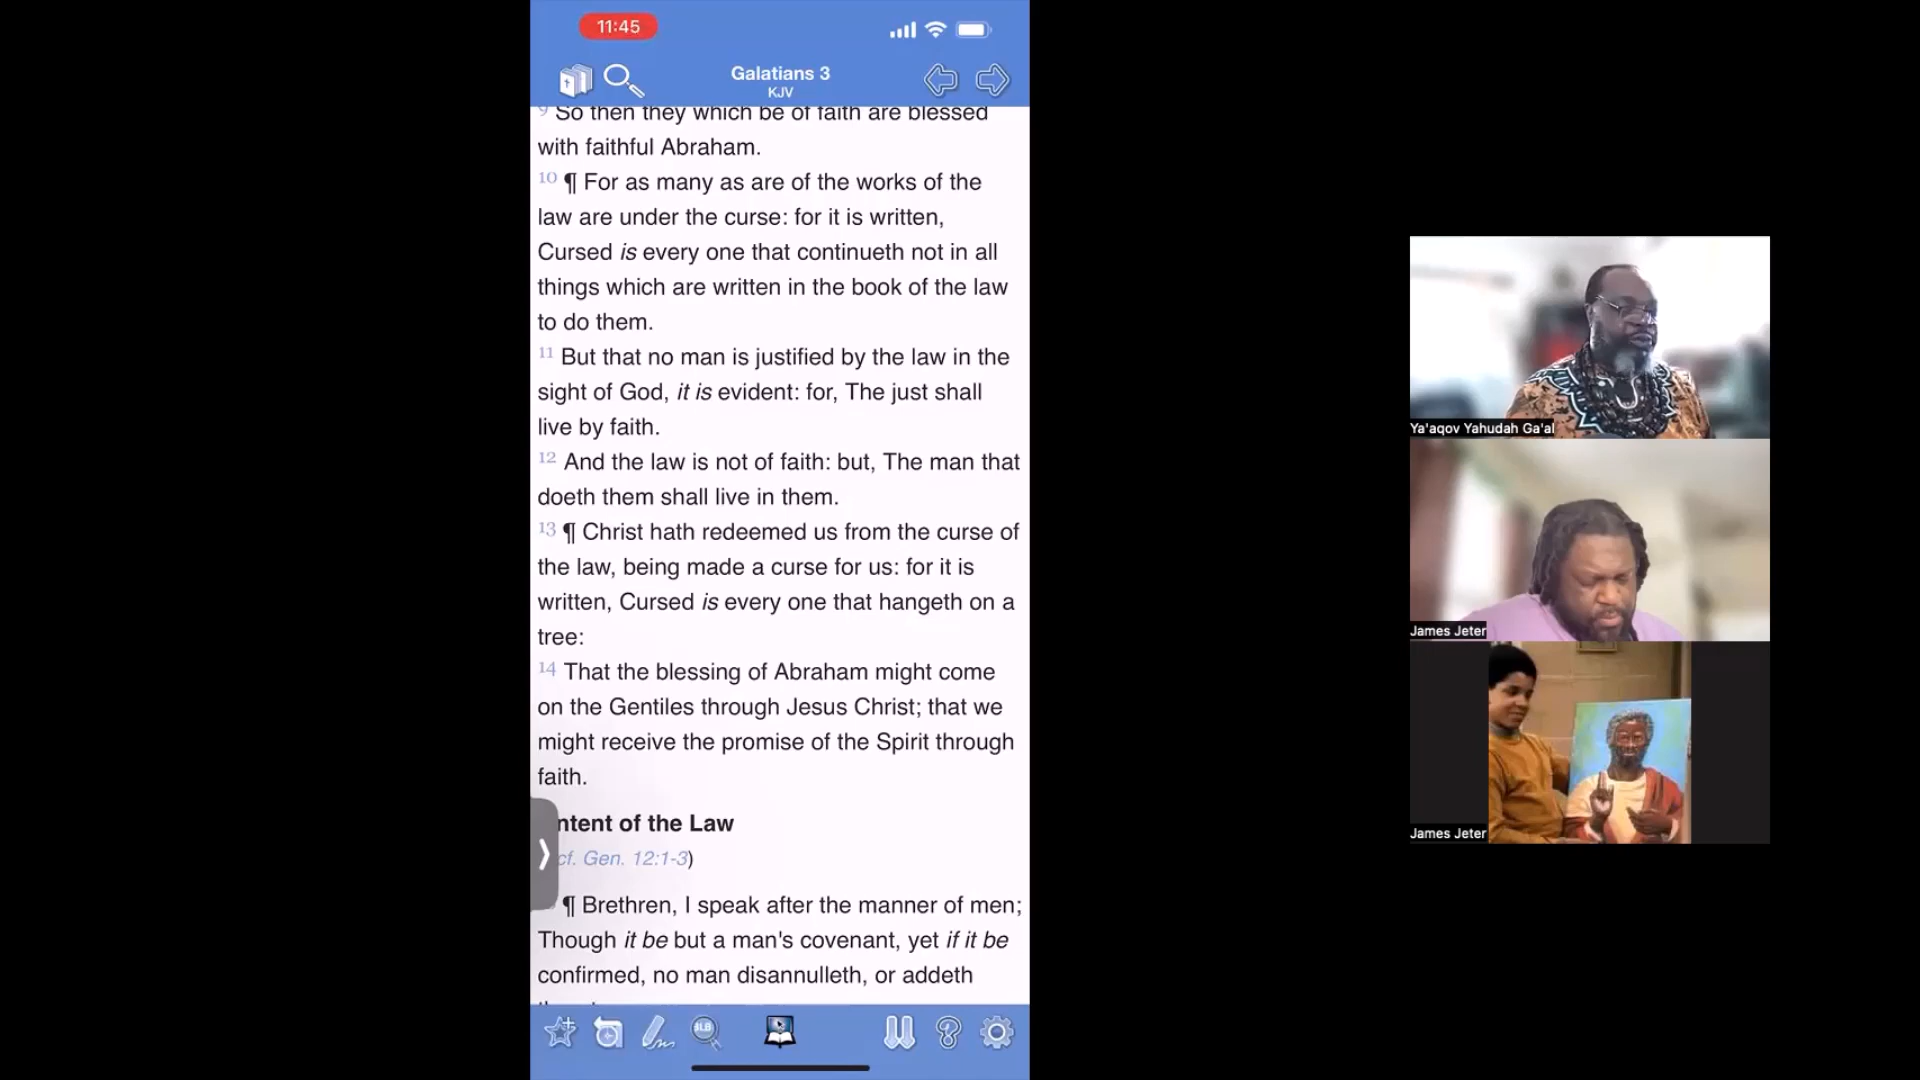 11:45
Galatians 3
KJV
9 So then they which be of faith are blessed
with faithful Abraham.
10 ¶ For as many as are of the works of the
law are under the curse: for it is written,
Cursed is every one that continueth not in all
things which are written in the book of the law
to do them.
11 But that no man is justified by the law in the
sight of God, it is evident: for, The just shall
live by faith.
12 And the law is not of faith: but, The man that
doeth them shall live in them.
13 ¶ Christ hath redeemed us from the curse of
the law, being made a curse for us: for it is
written, Cursed is every one that hangeth on a
tree:
14 That the blessing of Abraham might come
on the Gentiles through Jesus Christ; that we
might receive the promise of the Spirit through
faith.
ntent of the Law
cf. Gen. 12:1-3)
¶ Brethren, I speak after the manner of men;
Though it be but a man's covenant, yet if it be
confirmed, no man disannulleth, or addeth
BLB
Ya'aqov Yahudah Ga'al
James Jeter
James Jeter